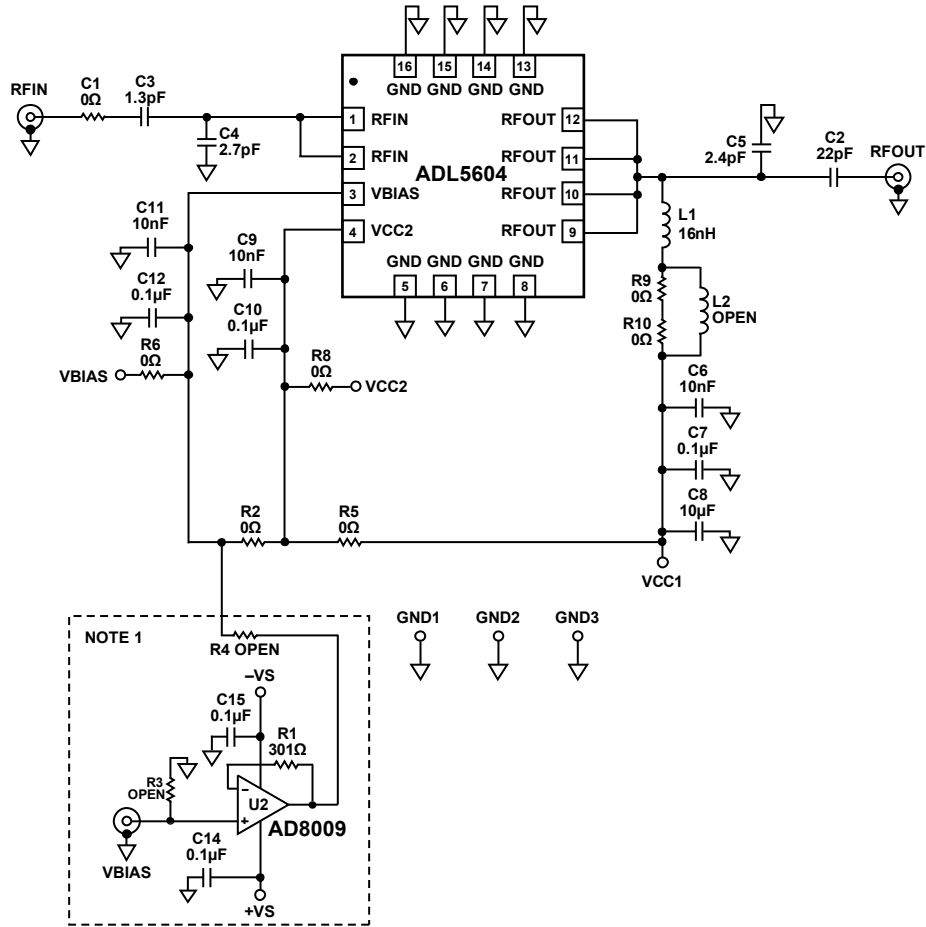 16
15
14
13
GND
GND
GND
GND
RFIN
C1
0Ω
C3
1.3pF
C4
2.7pF
1
RFIN
2
RFIN
3
VBIAS
4
VCC2
ADL5604
RFOUT
12
RFOUT
11
RFOUT
10
RFOUT
9
GND
GND
GND
GND
5
6
7
8
C5
2.4pF
C2
22pF
RFOUT
L1
16nH
R9
0Ω
R10
0Ω
L2
OPEN
C11
10nF
C9
10nF
C12
0.1µF
C10
0.1µF
R6
0Ω
VBIAS
R8
0Ω
VCC2
C6
10nF
C7
0.1µF
C8
10µF
R2
0Ω
R5
0Ω
VCC1
NOTE 1
R4 OPEN
GND1
GND2
GND3
–VS
C15
0.1µF
R1
301Ω
R3
OPEN
–
U2
+
AD8009
VBIAS
C14
0.1µF
+VS